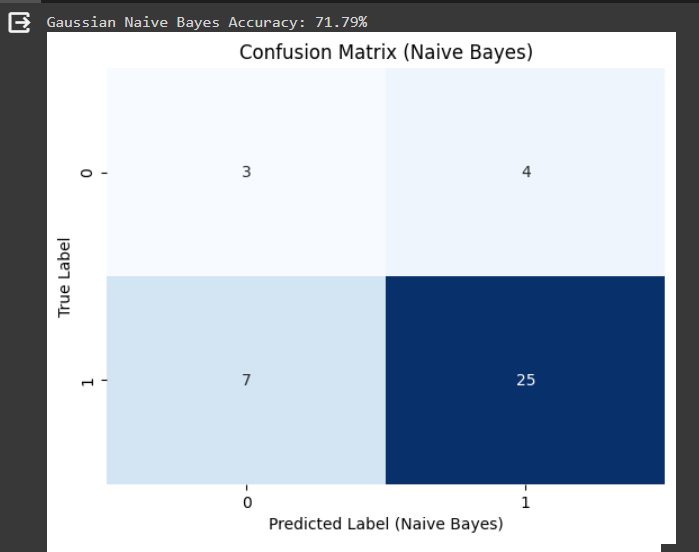 Gaussian Naive Bayes Accuracy: 71.79%
Confusion Matrix (Naive Bayes)
0
3 4
True Label
1
7 25
0 1
Predicted Label (Naive Bayes)